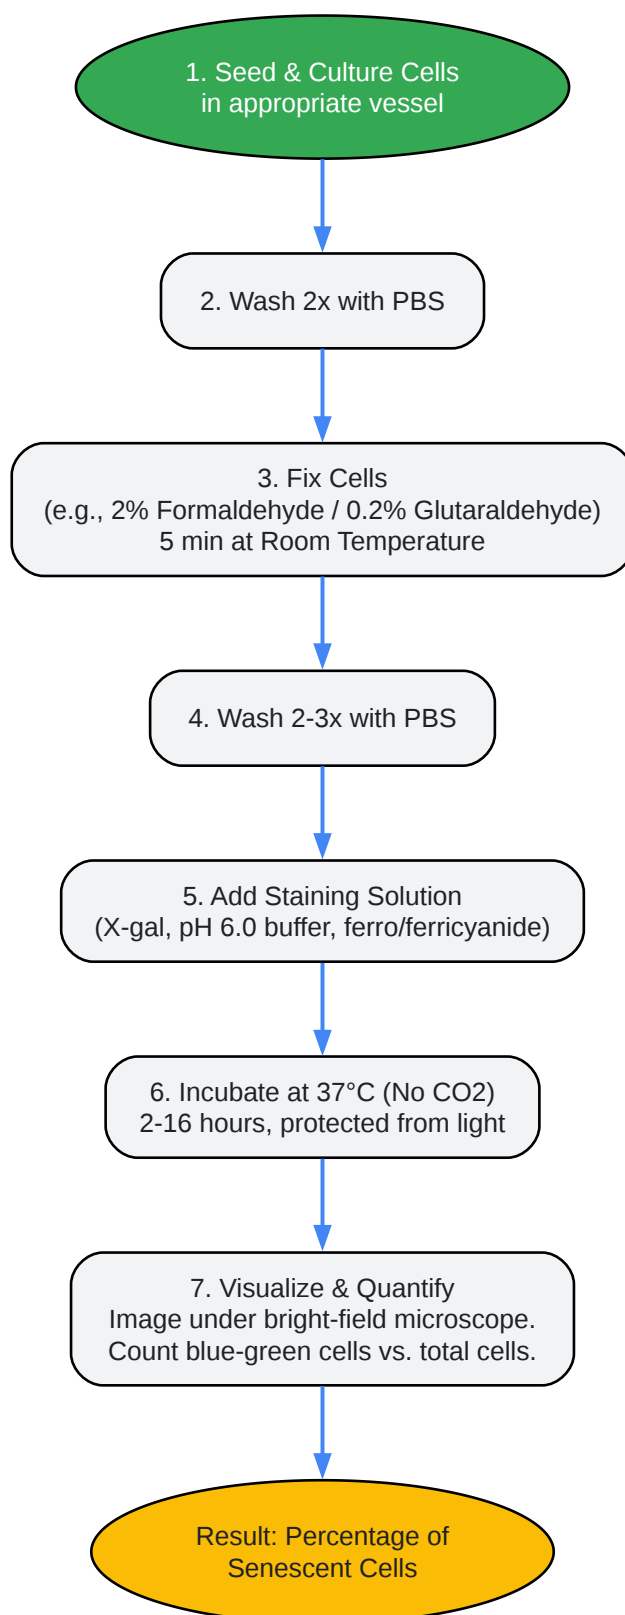 1. Seed & Culture Cells
in appropriate vessel
2. Wash 2x with PBS
3. Fix Cells
(e.g., 2% Formaldehyde / 0.2% Glutaraldehyde)
5 min at Room Temperature
4. Wash 2-3x with PBS
5. Add Staining Solution
(X-gal, pH 6.0 buffer, ferro/ferricyanide)
6. Incubate at 37°C (No CO2)
2-16 hours, protected from light
7. Visualize & Quantify
Image under bright-field microscope.
Count blue-green cells vs. total cells.
Result: Percentage of
Senescent Cells